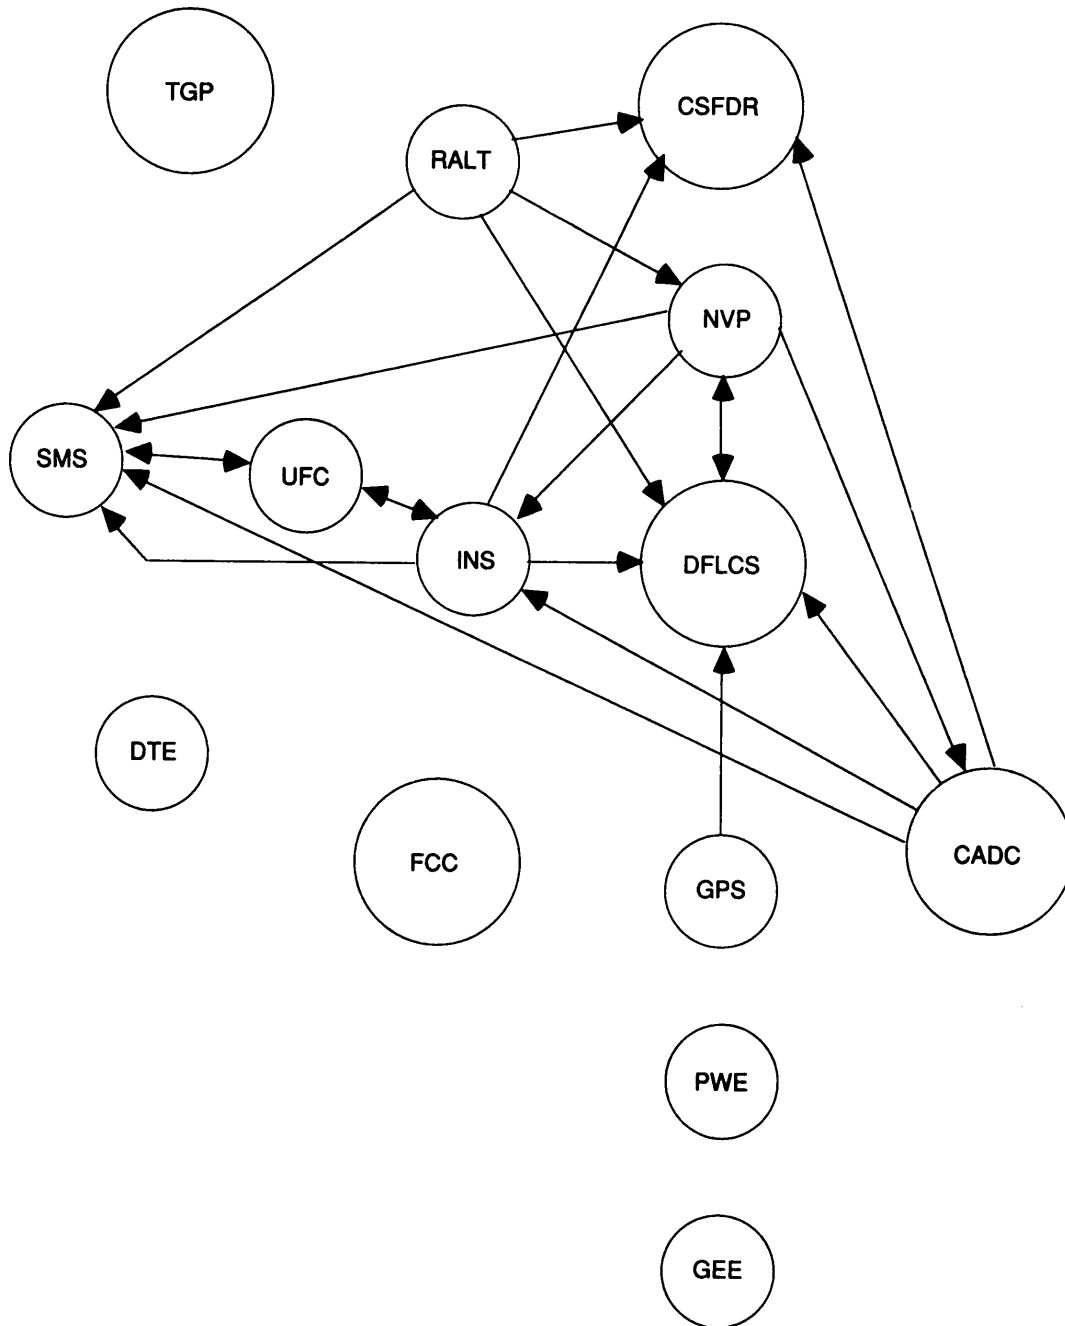 TGP
CSFDR
RALT
NVP
SMS
UFC
INS
DFLCS
DTE
FCC
GPS
CADC
PWE
GEE